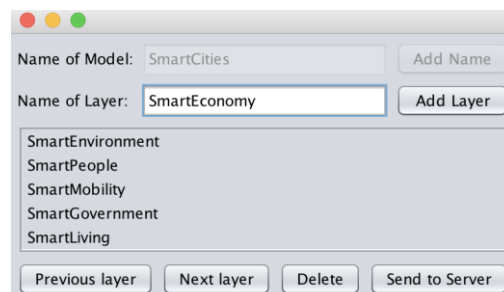 Name of Model: SmartCities Add Name
Name of Layer: SmartEconomy Add Layer
SmartEnvironment
SmartPeople
SmartMobility
SmartGovernment
SmartLiving
Previous layer Next layer Delete Send to Server